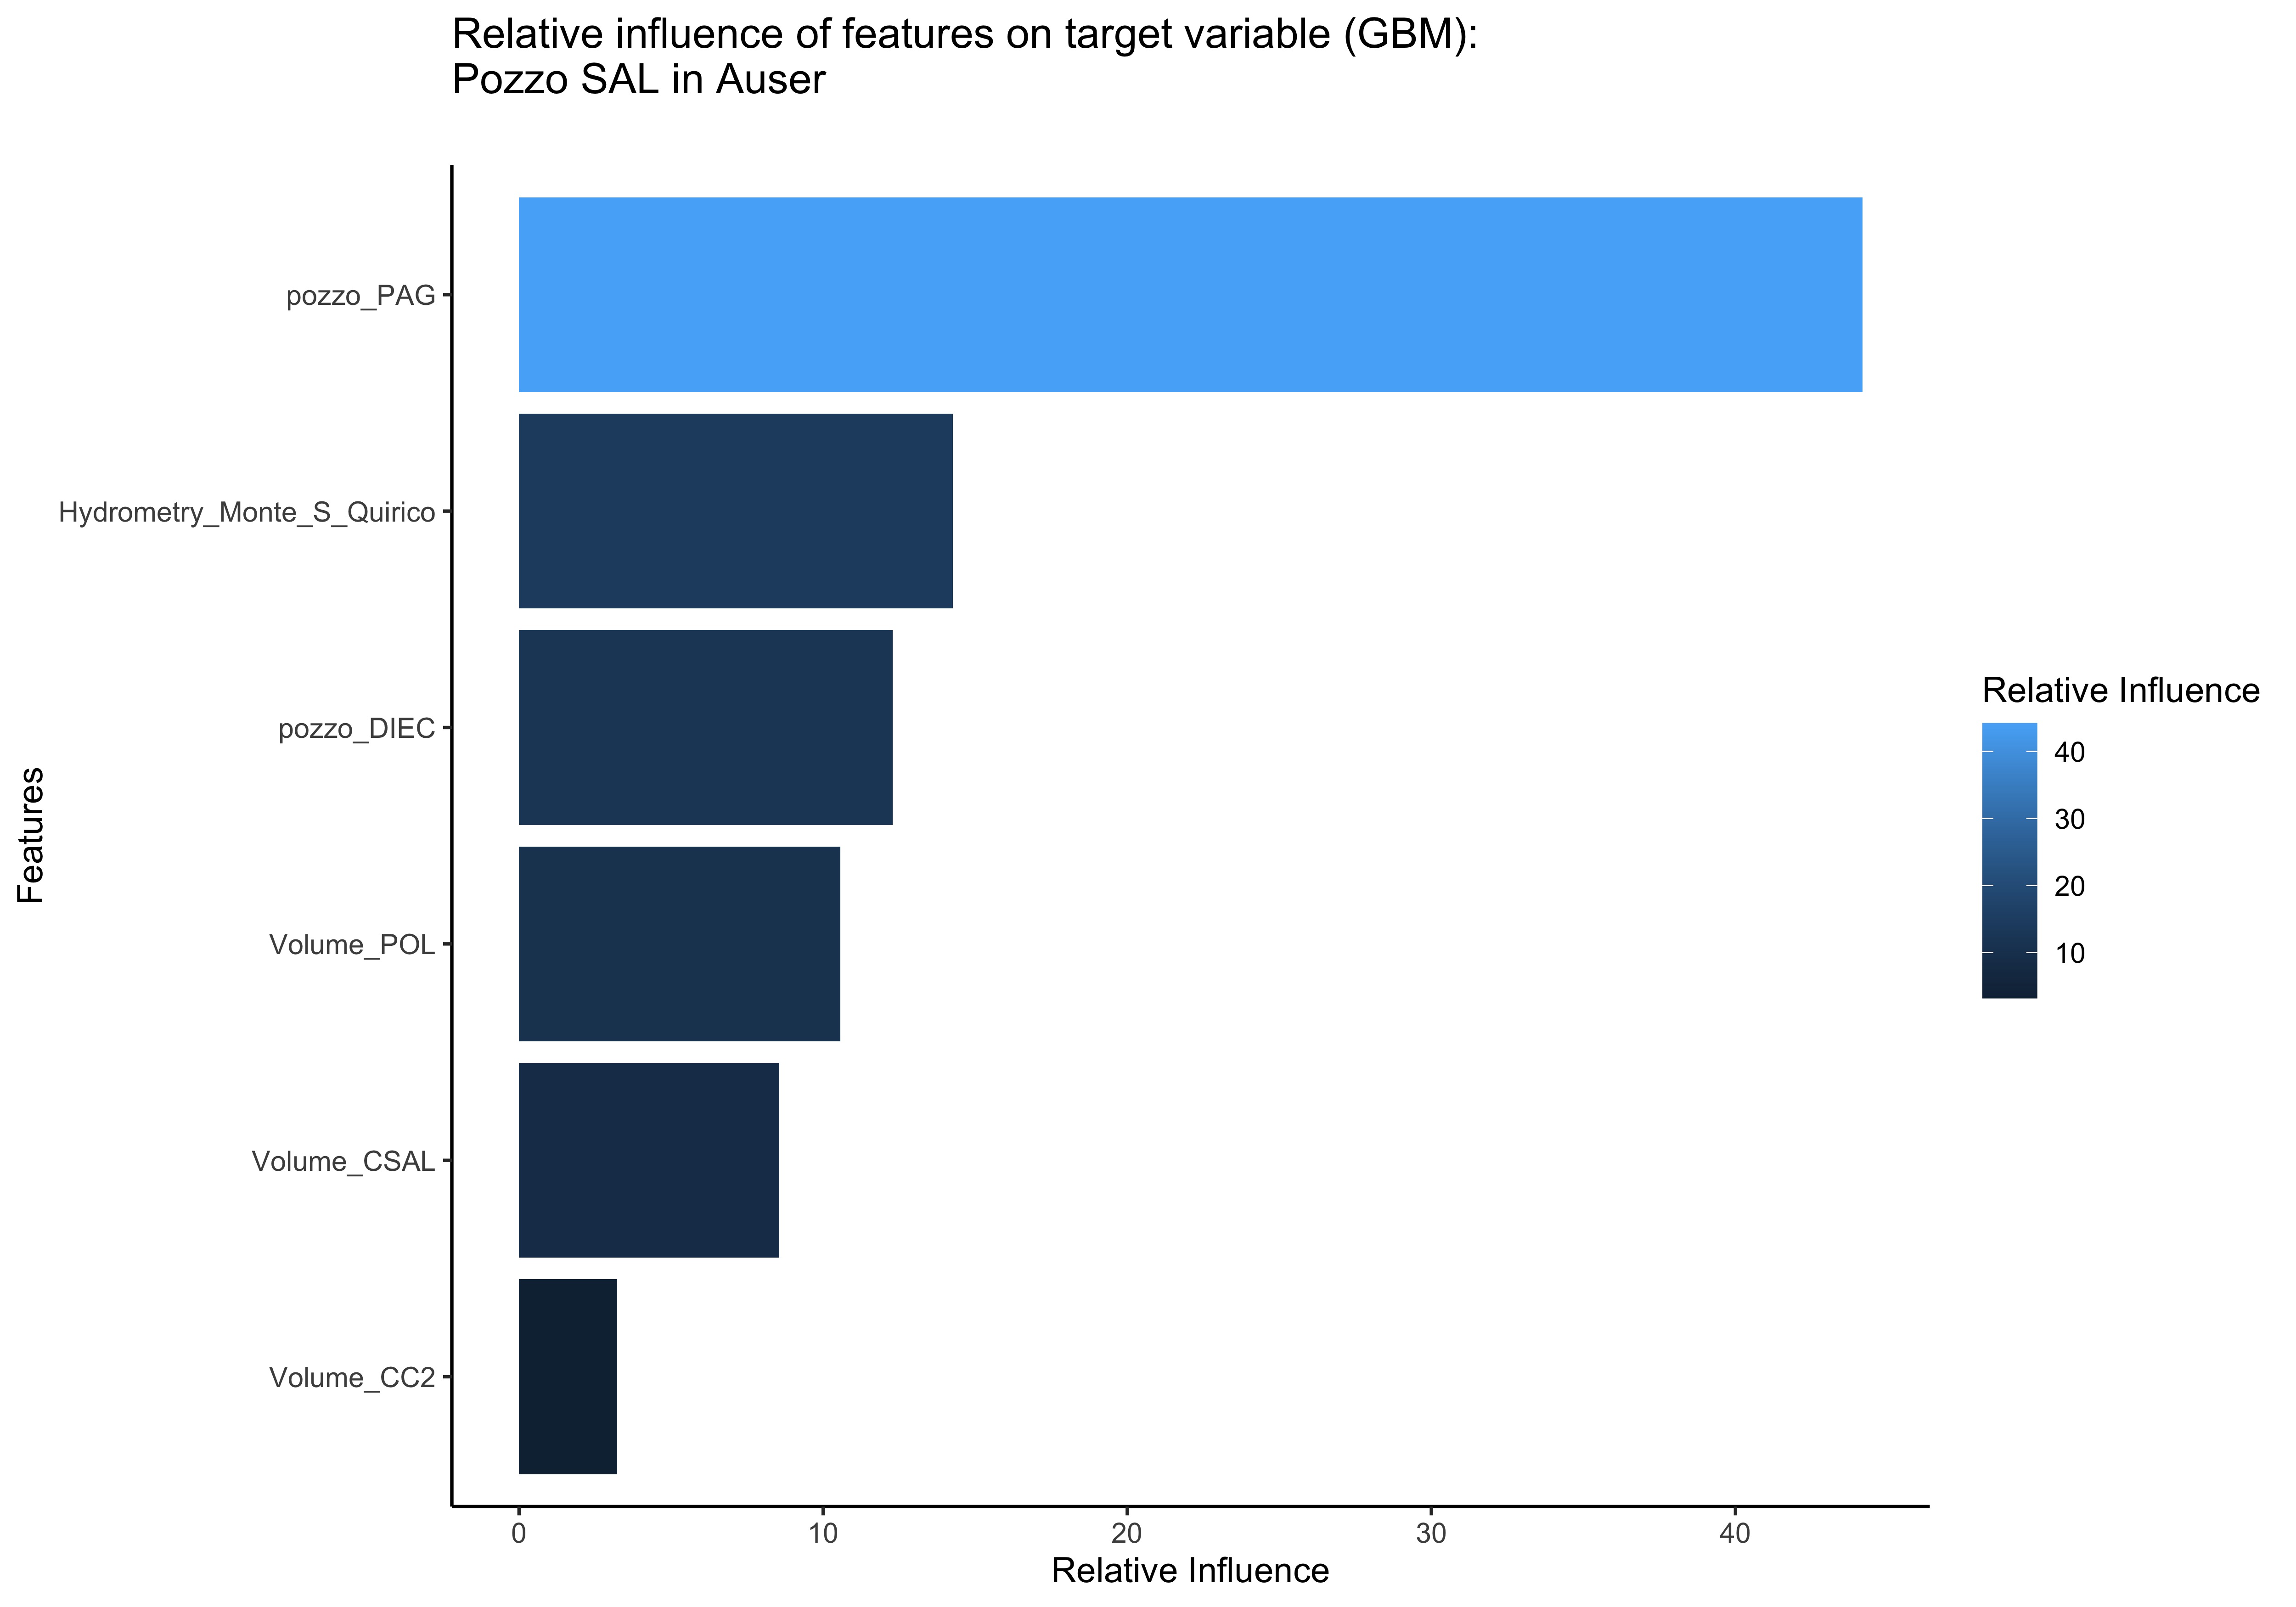 Relative influence of features on target variable (GBM):
Pozzo SAL in Auser
Features
pozzo_PAG
Hydrometry_Monte_S_Quirico
pozzo_DIEC
Volume_POL
Volume_CSAL
Volume_CC2
0 10 20 30 40
Relative Influence
Relative Influence
40
30
20
10